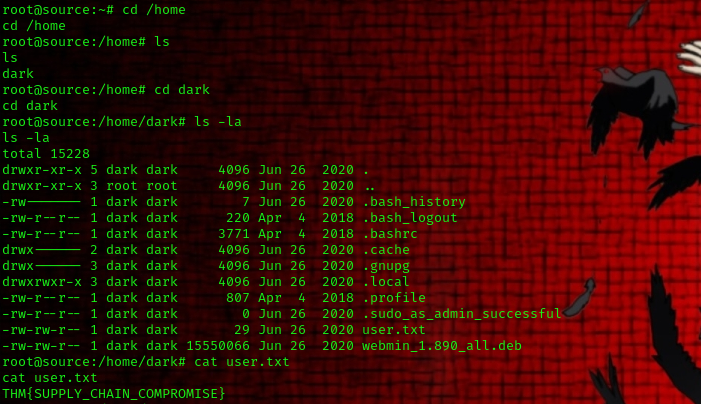 root@source:~# cd /home
cd /home
root@source:/home# ls
ls
dark
root@source:/home# cd dark
cd dark
root@source:/home/dark# ls -la
ls -la
total 15228
drwxr-xr-x 5 dark dark     4096 Jun 26  2020 .
drwxr-xr-x 3 root root     4096 Jun 26  2020 ..
-rw------- 1 dark dark        7 Jun 26  2020 .bash_history
-rw-r--r-- 1 dark dark      220 Apr  4  2018 .bash_logout
-rw-r--r-- 1 dark dark     3771 Apr  4  2018 .bashrc
drwx------ 2 dark dark     4096 Jun 26  2020 .cache
drwx------ 3 dark dark     4096 Jun 26  2020 .gnupg
drwxrwxr-x 3 dark dark     4096 Jun 26  2020 .local
-rw-r--r-- 1 dark dark      807 Apr  4  2018 .profile
-rw-r--r-- 1 dark dark        0 Jun 26  2020 .sudo_as_admin_successful
-rw-rw-r-- 1 dark dark       29 Jun 26  2020 user.txt
-rw-rw-r-- 1 dark dark 15550066 Jun 26  2020 webmin_1.890_all.deb
root@source:/home/dark# cat user.txt
cat user.txt
THM{SUPPLY_CHAIN_COMPROMISE}